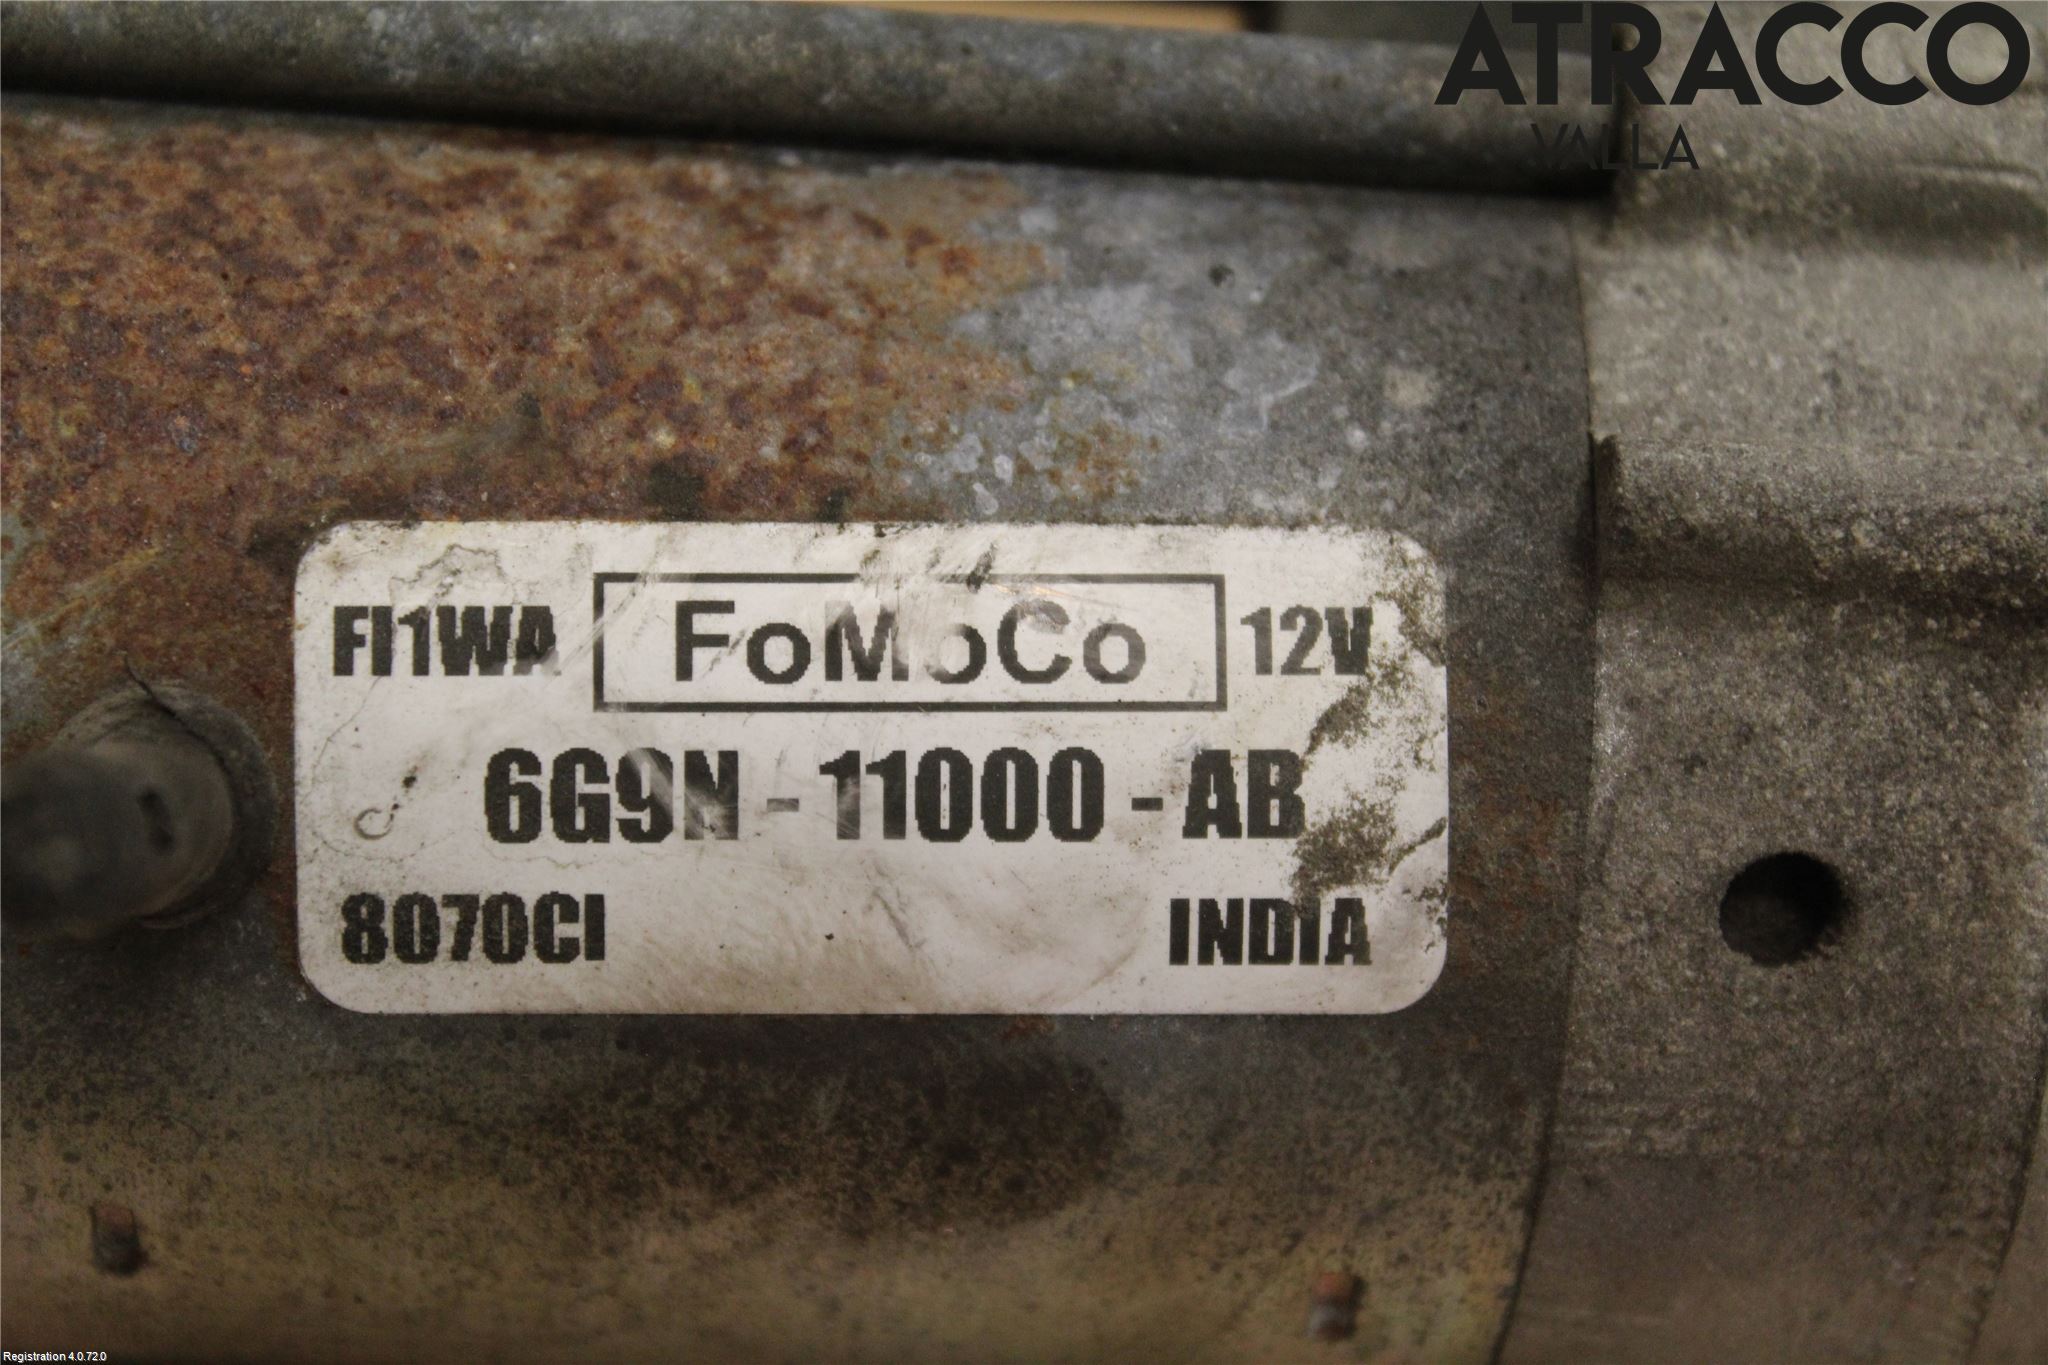 ATRACCO
VALLA
FI1WA FoMoCo 12V
6G9N - 11000 - AB
8070CI INDIA
Registration 4.0.72.0